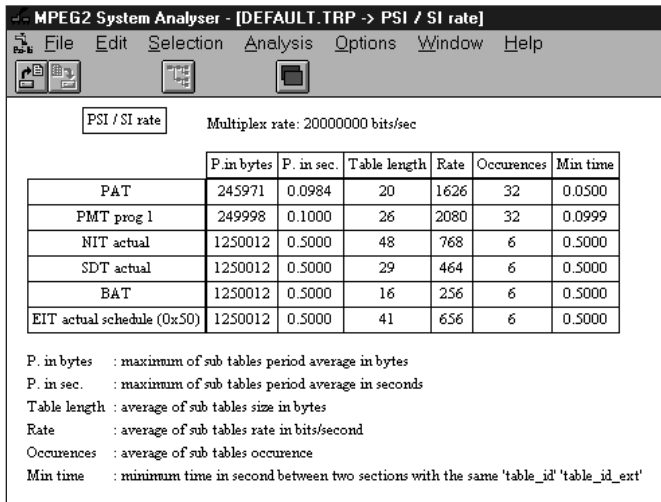 MPEG2 System Analyser - [DEFAULT.TRP -> PSI / SI rate]
File Edit Selection Analysis Options Window Help
PSI / SI rate
Multiplex rate: 20000000 bits/sec
P.in bytes P. in sec. Table length Rate Occurences Min time
PAT 245971 0.0984 20 1626 32 0.0500
PMT prog 1 249998 0.1000 26 2080 32 0.0999
NIT actual 1250012 0.5000 48 768 6 0.5000
SDT actual 1250012 0.5000 29 464 6 0.5000
BAT 1250012 0.5000 16 256 6 0.5000
EIT actual schedule (0x50) 1250012 0.5000 41 656 6 0.5000
P. in bytes : maximum of sub tables period average in bytes
P. in sec. : maximum of sub tables period average in seconds
Table length : average of sub tables size in bytes
Rate : average of sub tables rate in bits/second
Occurences : average of sub tables occurence
Min time : minimum time in second between two sections with the same 'table_id' 'table_id_ext'